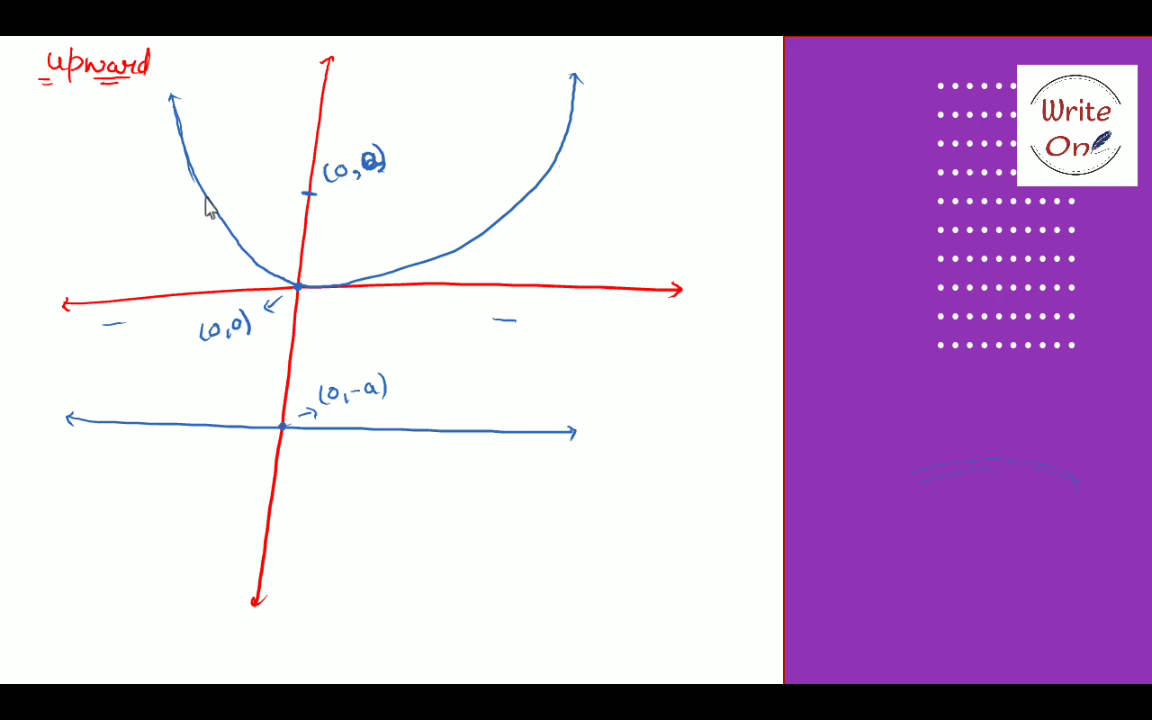 upward
Write
On
(0, a)
(0,0)
(0,-a)